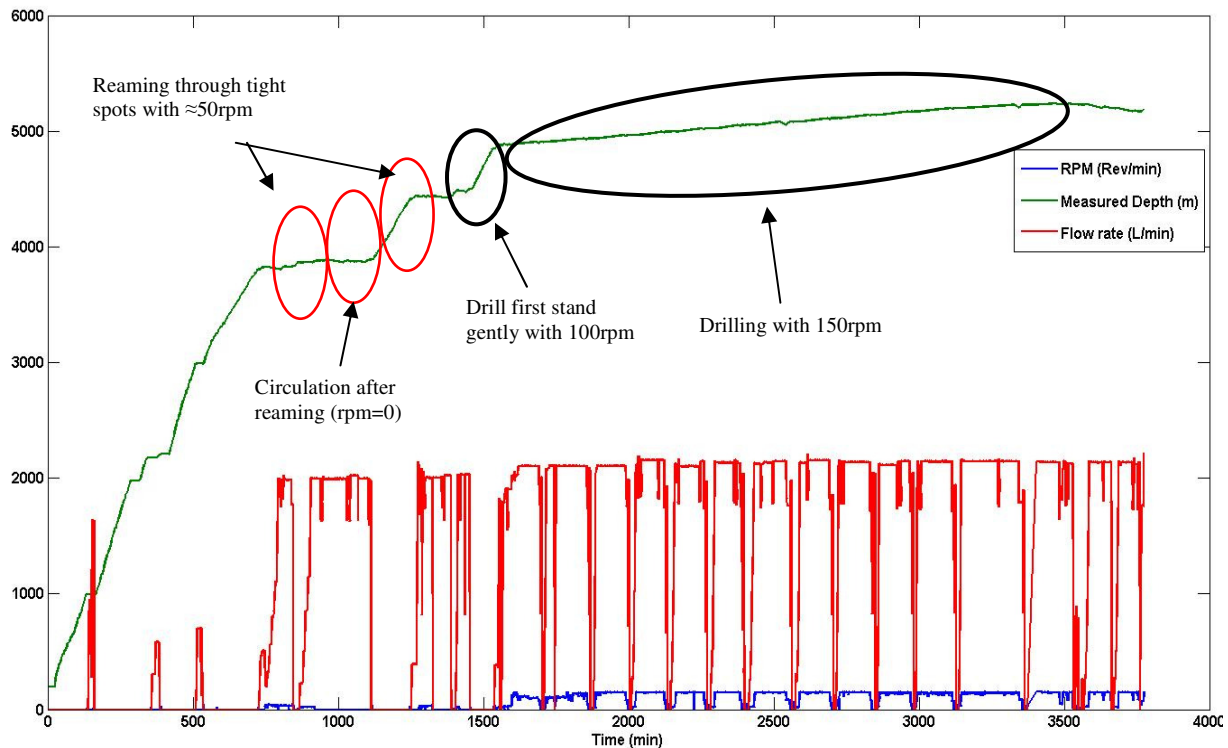 6000
5000
4000
3000
2000
1000
0
Reaming through tight
spots with ≈50rpm
RPM (Rev/min)
Measured Depth (m)
Flow rate (L/min)
Drill first stand
gently with 100rpm
Drilling with 150rpm
Circulation after
reaming (rpm=0)
0 500 1000 1500 2000 2500 3000 3500 4000
Time (min)